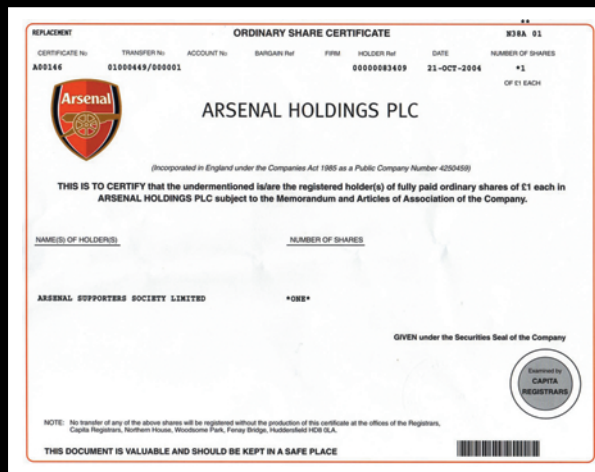 **
REPLACEMENT ORDINARY SHARE CERTIFICATE N38A 01
CERTIFICATE No TRANSFER No ACCOUNT No BARGAIN Ref FIRM HOLDER Ref DATE NUMBER OF SHARES
A00146 01000449/000001 00000083409 21-OCT-2004 *1
OF £1 EACH
Arsenal
ARSENAL HOLDINGS PLC
(Incorporated in England under the Companies Act 1985 as a Public Company Number 4250459)
THIS IS TO CERTIFY that the undermentioned is/are the registered holder(s) of fully paid ordinary shares of £1 each in
ARSENAL HOLDINGS PLC subject to the Memorandum and Articles of Association of the Company.
NAME(S) OF HOLDER(S) NUMBER OF SHARES
ARSENAL SUPPORTERS SOCIETY LIMITED *ONE*
GIVEN under the Securities Seal of the Company
Examined by
CAPITA
REGISTRARS
NOTE: No transfer of any of the above shares will be registered without the production of this certificate at the offices of the Registrars,
Capita Registrars, Northern House, Woodsome Park, Fenay Bridge, Huddersfield HD8 0LA.
THIS DOCUMENT IS VALUABLE AND SHOULD BE KEPT IN A SAFE PLACE